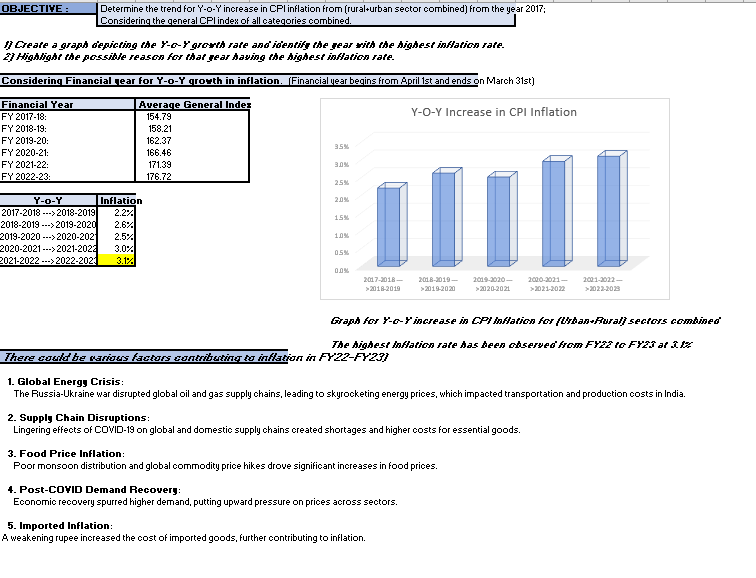 OBJECTIVE :
Determine the trend for Y-o-Y increase in CPI inflation from (rural+urban sector combined) from the year 2017;
Considering the general CPI index of all categories combined.
1) Create a graph depicting the Y-o-Y growth rate and identify the year with the highest inflation rate.
2) Highlight the possible reason for that year having the highest inflation rate.
Considering Financial year for Y-o-Y growth in inflation. (Financial year begins from April 1st and ends on March 31st)
Financial Year Average General Index
FY 2017-18: 154.79
FY 2018-19: 158.21
FY 2019-20: 162.37
FY 2020-21: 166.46
FY 2021-22: 171.39
FY 2022-23: 176.72
Y-o-Y Inflation
2017-2018 --->2018-2019 2.2%
2018-2019 --->2019-2020 2.6%
2019-2020 --->2020-2021 2.5%
2020-2021 --->2021-2022 3.0%
2021-2022 --->2022-2023 3.1%
Y-O-Y Increase in CPI Inflation
3.5%
3.0%
2.5%
2.0%
1.5%
1.0%
0.5%
0.0%
2017-2018 --- 2018-2019 --- 2019-2020 --- 2020-2021 --- 2021-2022 ---
>2018-2019 >2019-2020 >2020-2021 >2021-2022 >2022-2023
Graph for Y-o-Y increase in CPI Inflation for (Urban+Rural) sectors combined
The highest Inflation rate has been observed from FY22 to FY23 at 3.1%
There could be various factors contributing to inflation in FY22-FY23)
1. Global Energy Crisis:
The Russia-Ukraine war disrupted global oil and gas supply chains, leading to skyrocketing energy prices, which impacted transportation and production costs in India.
2. Supply Chain Disruptions:
Lingering effects of COVID-19 on global and domestic supply chains created shortages and higher costs for essential goods.
3. Food Price Inflation:
Poor monsoon distribution and global commodity price hikes drove significant increases in food prices.
4. Post-COVID Demand Recovery:
Economic recovery spurred higher demand, putting upward pressure on prices across sectors.
5. Imported Inflation:
A weakening rupee increased the cost of imported goods, further contributing to inflation.